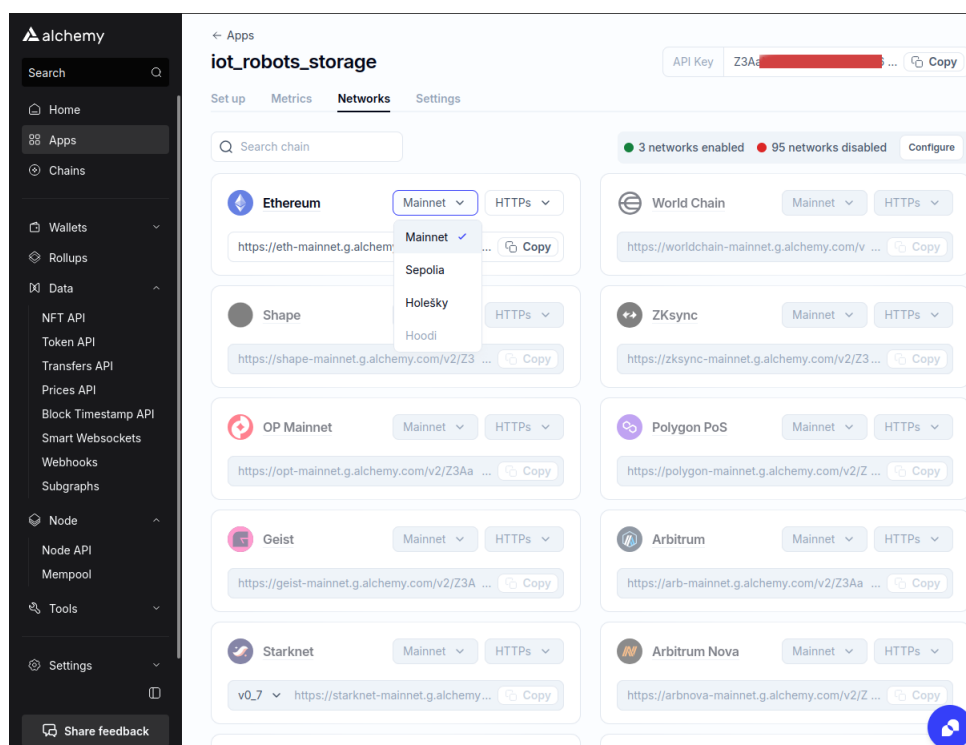 alchemy
Search
Home
Apps
Chains
Wallets
Rollups
Data
NFT API
Token API
Transfers API
Prices API
Block Timestamp API
Smart Websockets
Webhooks
Subgraphs
Node
Node API
Mempool
Tools
Settings
Share feedback
← Apps
iot_robots_storage
API Key Z3Aa ... Copy
Set up Metrics Networks Settings
Search chain
3 networks enabled 95 networks disabled Configure
Ethereum Mainnet HTTPs
https://eth-mainnet.g.alchem ... Copy
Mainnet
Sepolia
Holešky
Hoodi
World Chain Mainnet HTTPs
https://worldchain-mainnet.g.alchemy.com/v ... Copy
Shape HTTPs
https://shape-mainnet.g.alchemy.com/v2/Z3 ... Copy
ZKsync Mainnet HTTPs
https://zksync-mainnet.g.alchemy.com/v2/Z3 ... Copy
OP Mainnet Mainnet HTTPs
https://opt-mainnet.g.alchemy.com/v2/Z3Aa ... Copy
Polygon PoS Mainnet HTTPs
https://polygon-mainnet.g.alchemy.com/v2/Z ... Copy
Geist Mainnet HTTPs
https://geist-mainnet.g.alchemy.com/v2/Z3A ... Copy
Arbitrum Mainnet HTTPs
https://arb-mainnet.g.alchemy.com/v2/Z3Aa ... Copy
Starknet Mainnet HTTPs
v0_7 https://starknet-mainnet.g.alchemy... Copy
Arbitrum Nova Mainnet HTTPs
https://arbnova-mainnet.g.alchemy.com/v2/Z ... Copy